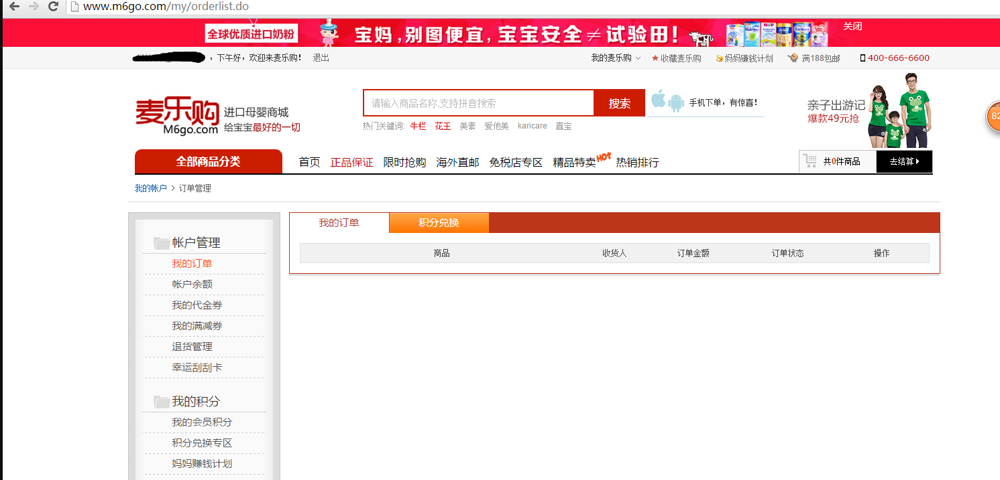 www.m6go.com/my/orderlist.do
全球优质进口奶粉 宝妈,别图便宜,宝宝安全≠试验田! 关闭
，下午好，欢迎来麦乐购! 退出 我的麦乐购 收藏麦乐购 妈妈赚钱计划 满188包邮 400-666-6600
麦乐购 M6go.com 进口母婴商城
给宝宝最好的一切
请输入商品名称,支持拼音搜索 搜索 手机下单，有惊喜!
热门关键词: 牛栏 花王 美素 爱他美 karicare 喜宝
亲子出游记
爆款49元抢
82
全部商品分类 首页 正品保证 限时抢购 海外直邮 免税店专区 精品特卖 HOT 热销排行 共0件商品 去结算
我的帐户 > 订单管理
帐户管理
我的订单
帐户余额
我的代金券
我的满减券
退货管理
幸运刮刮卡
我的积分
我的会员积分
积分兑换专区
妈妈赚钱计划
我的订单 积分兑换
商品 收货人 订单金额 订单状态 操作